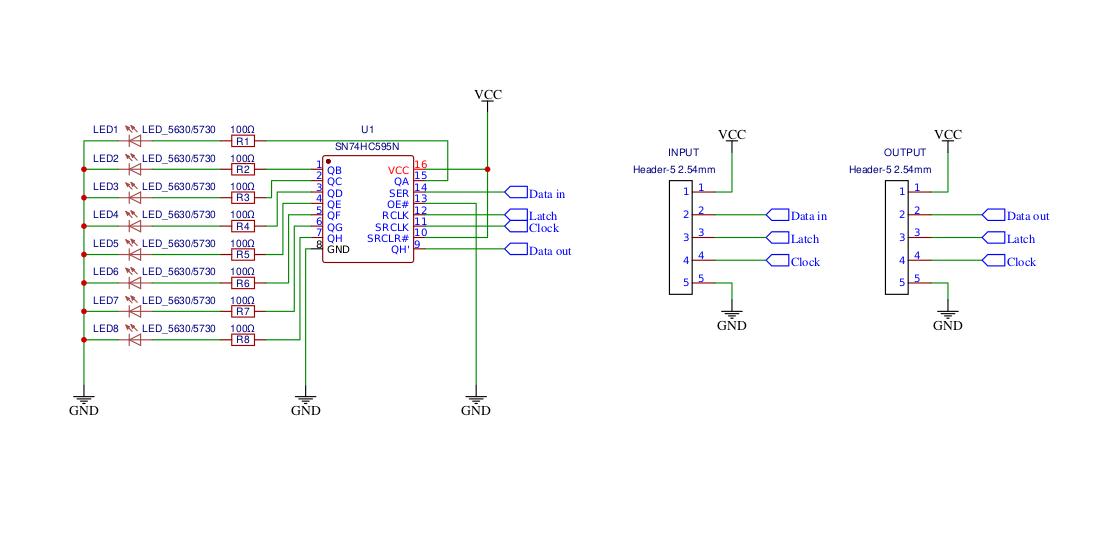 VCC
LED1 LED_5630/5730 100Ω
R1
LED2 LED_5630/5730 100Ω
R2
LED3 LED_5630/5730 100Ω
R3
LED4 LED_5630/5730 100Ω
R4
LED5 LED_5630/5730 100Ω
R5
LED6 LED_5630/5730 100Ω
R6
LED7 LED_5630/5730 100Ω
R7
LED8 LED_5630/5730 100Ω
R8
U1
SN74HC595N
1 QB VCC 16
2 QC QA 15
3 QD SER 14 Data in
4 QE OE# 13
5 QF RCLK 12 Latch
6 QG SRCLK 11 Clock
7 QH SRCLR# 10
8 GND QH' 9 Data out
GND GND GND
VCC
INPUT
Header-5 2.54mm
1 1
2 2 Data in
3 3 Latch
4 4 Clock
5 5
GND
VCC
OUTPUT
Header-5 2.54mm
1 1
2 2 Data out
3 3 Latch
4 4 Clock
5 5
GND